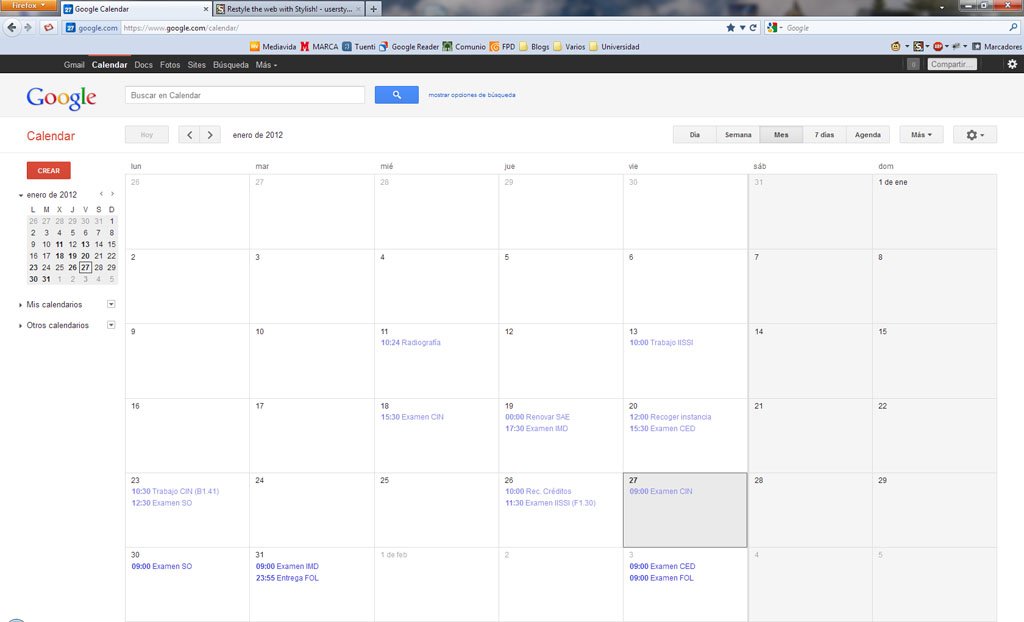 Firefox
Google Calendar
Restyle the web with Stylish! - usersty...
google.com https://www.google.com/calendar/
Google
Mediavida MARCA Tuenti Google Reader Comunio FPD Blogs Varios Universidad
Marcadores
Gmail Calendar Docs Fotos Sites Búsqueda Más
0 Compartir...
Google
Buscar en Calendar
mostrar opciones de búsqueda
Calendar
Hoy
enero de 2012
Día Semana Mes 7 días Agenda Más
CREAR
enero de 2012
L M X J V S D
26 27 28 29 30 31 1
2 3 4 5 6 7 8
9 10 11 12 13 14 15
16 17 18 19 20 21 22
23 24 25 26 27 28 29
30 31 1 2 3 4 5
Mis calendarios
Otros calendarios
lun mar mié jue vie sáb dom
26 27 28 29 30 31 1 de ene
2 3 4 5 6 7 8
9 10 11 12 13 14 15
10:24 Radiografía
10:00 Trabajo IISSI
16 17 18 19 20 21 22
15:30 Examen CIN
00:00 Renovar SAE
17:30 Examen IMD
12:00 Recoger instancia
15:30 Examen CED
23 24 25 26 27 28 29
10:30 Trabajo CIN (B1.41)
12:30 Examen SO
10:00 Rec. Créditos
11:30 Examen IISSI (F1.30)
09:00 Examen CIN
30 31 1 de feb 2 3 4 5
09:00 Examen SO
09:00 Examen IMD
23:55 Entrega FOL
09:00 Examen CED
09:00 Examen FOL